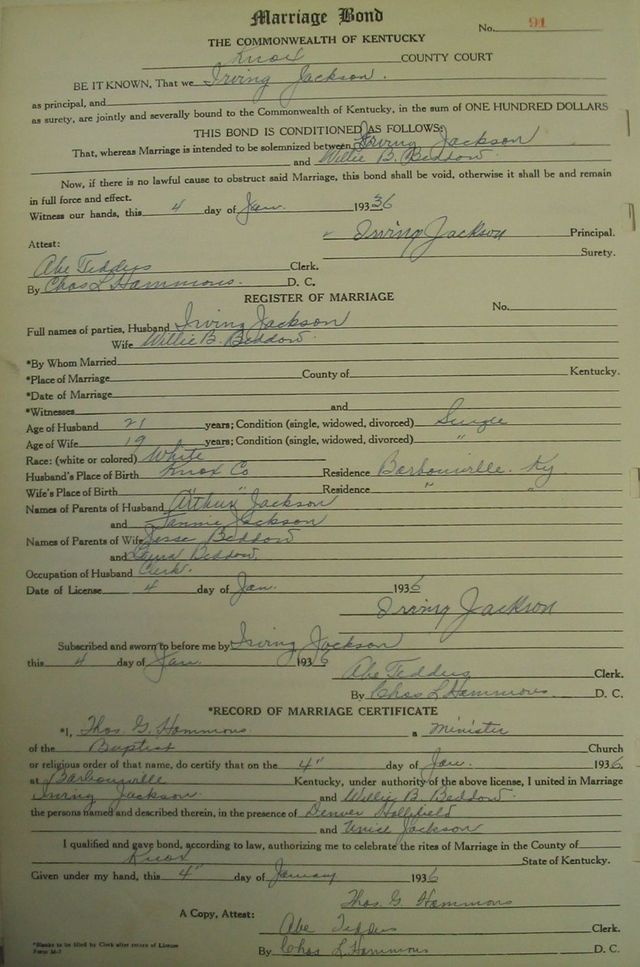 Marriage Bond
No. 91
THE COMMONWEALTH OF KENTUCKY
Knox COUNTY COURT
BE IT KNOWN, That we Irving Jackson.
as principal, and
as surety, are jointly and severally bound to the Commonwealth of Kentucky, in the sum of ONE HUNDRED DOLLARS
THIS BOND IS CONDITIONED AS FOLLOWS:
That, whereas Marriage is intended to be solemnized between Irving Jackson
and Willie B. Beddow.
Now, if there is no lawful cause to obstruct said Marriage, this bond shall be void, otherwise it shall be and remain
in full force and effect.
Witness our hands, this 4 day of Jan. 1936
Irving Jackson Principal.
Attest: Surety.
Abe Tedders Clerk.
By Chas L Hammons. D. C.
REGISTER OF MARRIAGE
No.
Full names of parties, Husband Irving Jackson
Wife Willie B. Beddow.
*By Whom Married
*Place of Marriage County of Kentucky.
*Date of Marriage
*Witnesses and
Age of Husband 21 years; Condition (single, widowed, divorced) Single
Age of Wife 19 years; Condition (single, widowed, divorced) "
Race: (white or colored) White
Husband's Place of Birth Knox Co Residence Barbourville. Ky
Wife's Place of Birth " " Residence " "
Names of Parents of Husband Arthur Jackson
and Fannie Jackson
Names of Parents of Wife Jesse Beddow
and Beddow.
Occupation of Husband Clerk.
Date of License 4 day of Jan. 1936
Irving Jackson
Subscribed and sworn to before me by Irving Jackson
this 4 day of Jan. 1936
Abe Tedders Clerk.
By Chas L Hammons D. C.
*RECORD OF MARRIAGE CERTIFICATE
*I, Thos. G. Hammons. a Minister
of the Baptist Church
or religious order of that name, do certify that on the 4" day of Jan. 1936
at Barbourville Kentucky, under authority of the above license, I united in Marriage
Irving Jackson. and Willie B. Beddow.
the persons named and described therein, in the presence of Denver Hollifield
and Jackson
I qualified and gave bond, according to law, authorizing me to celebrate the rites of Marriage in the County of
Knox State of Kentucky.
Given under my hand, this 4" day of January 1936
Thos. G. Hammons
A Copy, Attest: Abe Tedders Clerk.
*Blanks to be filled by Clerk after return of License
By Chas L Hammons D. C.